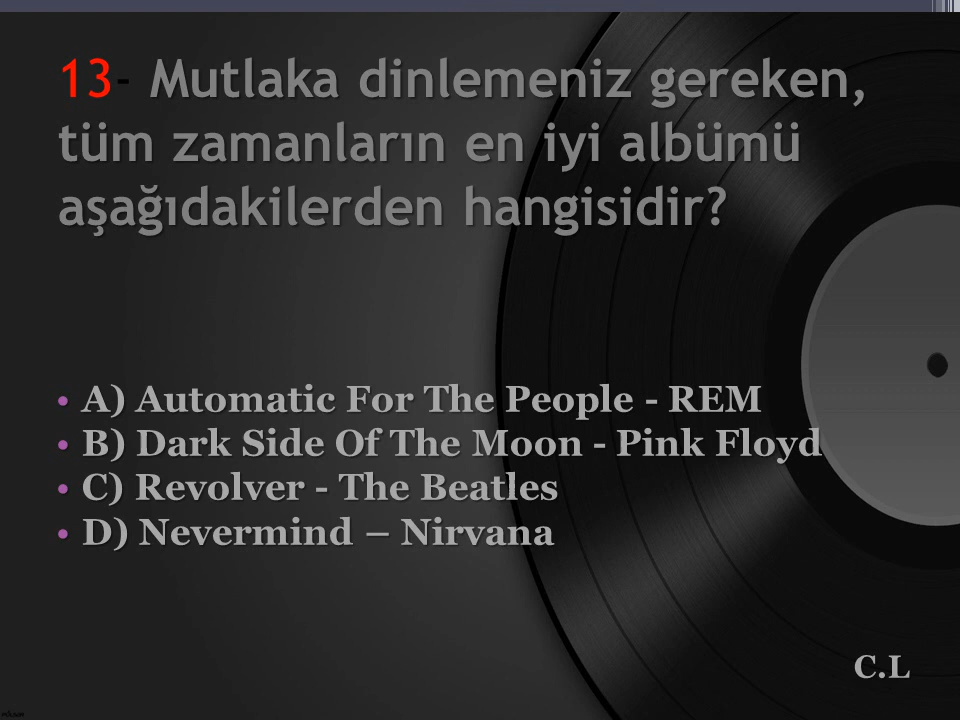 13- Mutlaka dinlemeniz gereken,
tüm zamanların en iyi albümü
aşağıdakilerden hangisidir?
• A) Automatic For The People - REM
• B) Dark Side Of The Moon - Pink Floyd
• C) Revolver - The Beatles
• D) Nevermind – Nirvana
C.L